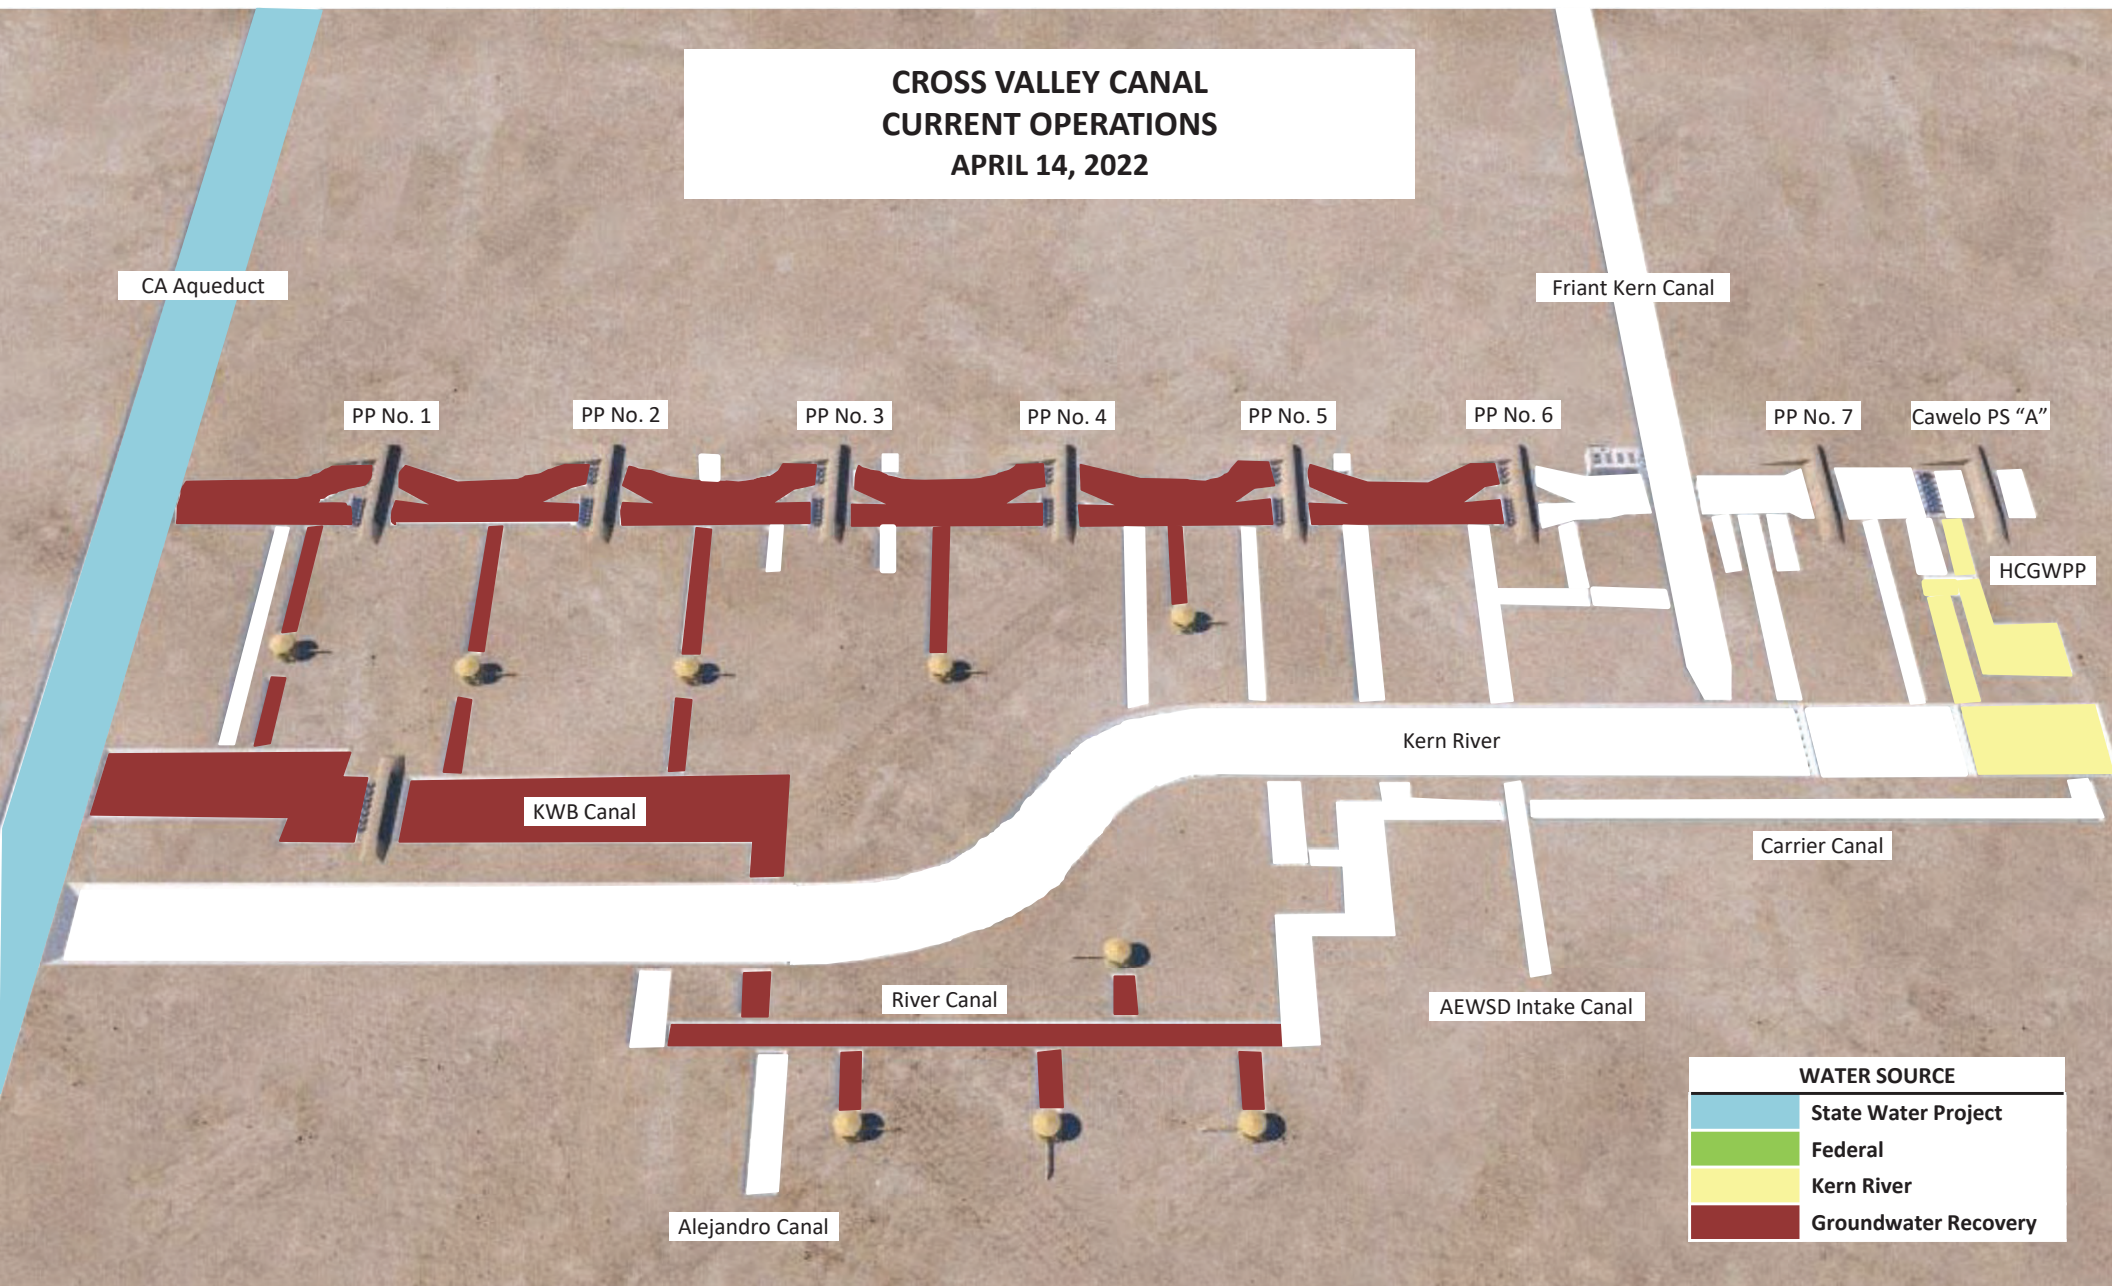 CROSS VALLEY CANAL
CURRENT OPERATIONS
APRIL 14, 2022
CA Aqueduct
Friant Kern Canal
PP No. 1
PP No. 2
PP No. 3
PP No. 4
PP No. 5
PP No. 6
PP No. 7
Cawelo PS “A”
HCGWPP
Kern River
KWB Canal
Carrier Canal
River Canal
AEWSD Intake Canal
Alejandro Canal
WATER SOURCE
State Water Project
Federal
Kern River
Groundwater Recovery